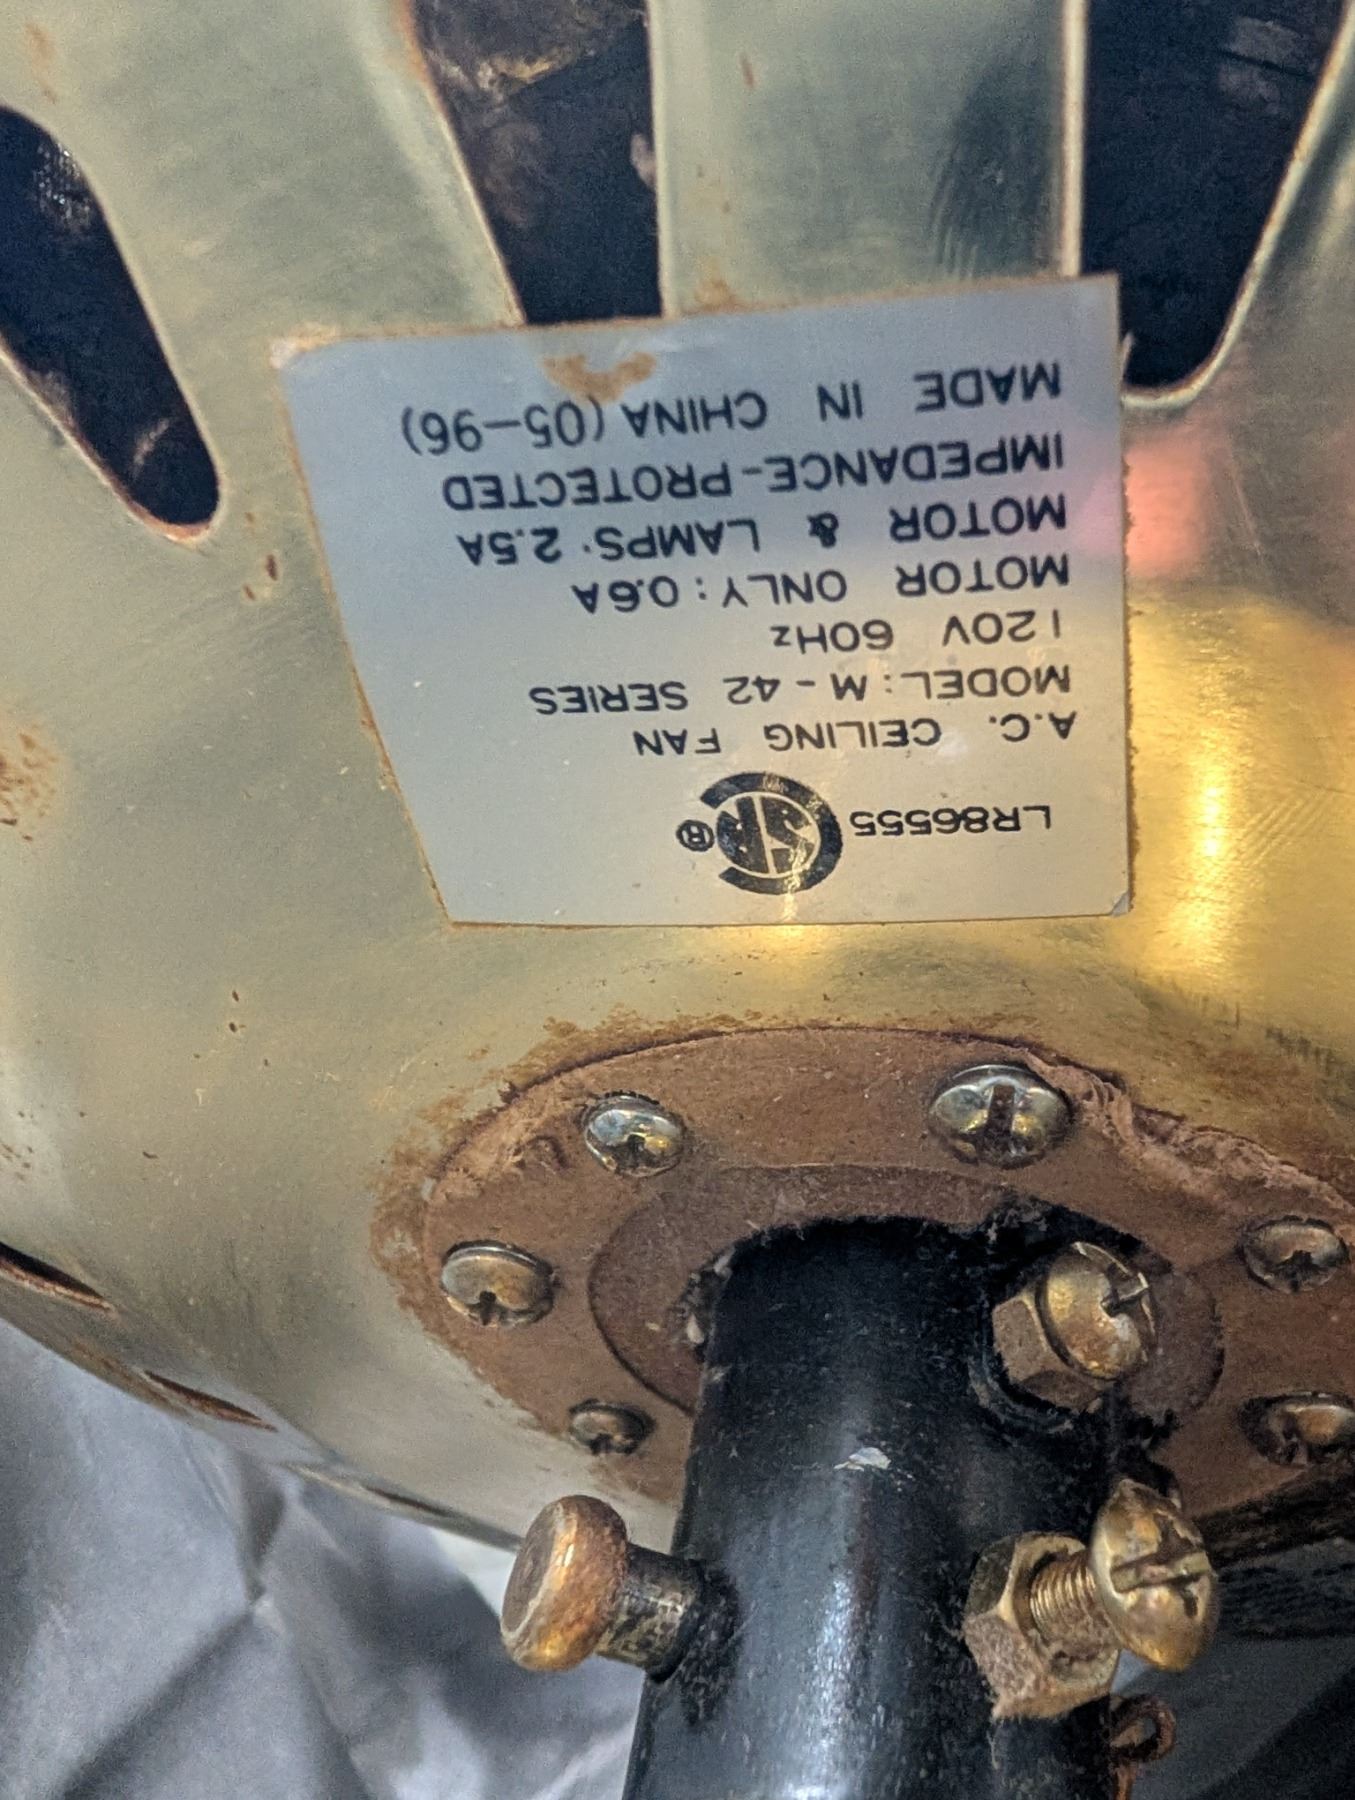 LR86555 SA ®
A.C. CEILING FAN
MODEL: M-42 SERIES
120V 60Hz
MOTOR ONLY: 0.6A
MOTOR & LAMPS: 2.5A
IMPEDANCE-PROTECTED
MADE IN CHINA (05-96)